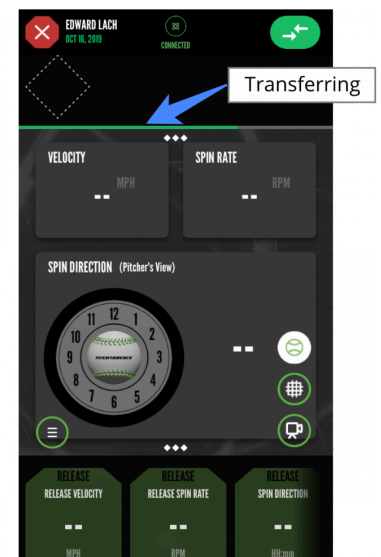 EDWARD LACH
OCT 16, 2019
CONNECTED
Transferring
VELOCITY
MPH
--
SPIN RATE
RPM
--
SPIN DIRECTION (Pitcher's View)
12
1
2
3
4
5
6
7
8
9
10
11
--
RELEASE
RELEASE VELOCITY
--
MPH
RELEASE
RELEASE SPIN RATE
--
RPM
RELEASE
SPIN DIRECTION
--
HH:mm